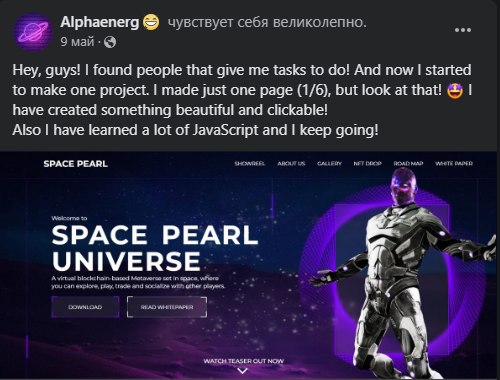 Alphaenerg 😄 чувствует себя великолепно.
9 май ·
Hey, guys! I found people that give me tasks to do! And now I started
to make one project. I made just one page (1/6), but look at that! 🤩 I
have created something beautiful and clickable!
Also I have learned a lot of JavaScript and I keep going!
SPACE PEARL
SHOWREEL ABOUT US GALLERY NFT DROP ROAD MAP WHITE PAPER
Welcome to
SPACE PEARL
UNIVERSE
A virtual blockchain-based Metaverse set in space, where
you can explore, play, trade and socialize with other players.
DOWNLOAD READ WHITEPAPER
WATCH TEASER OUT NOW